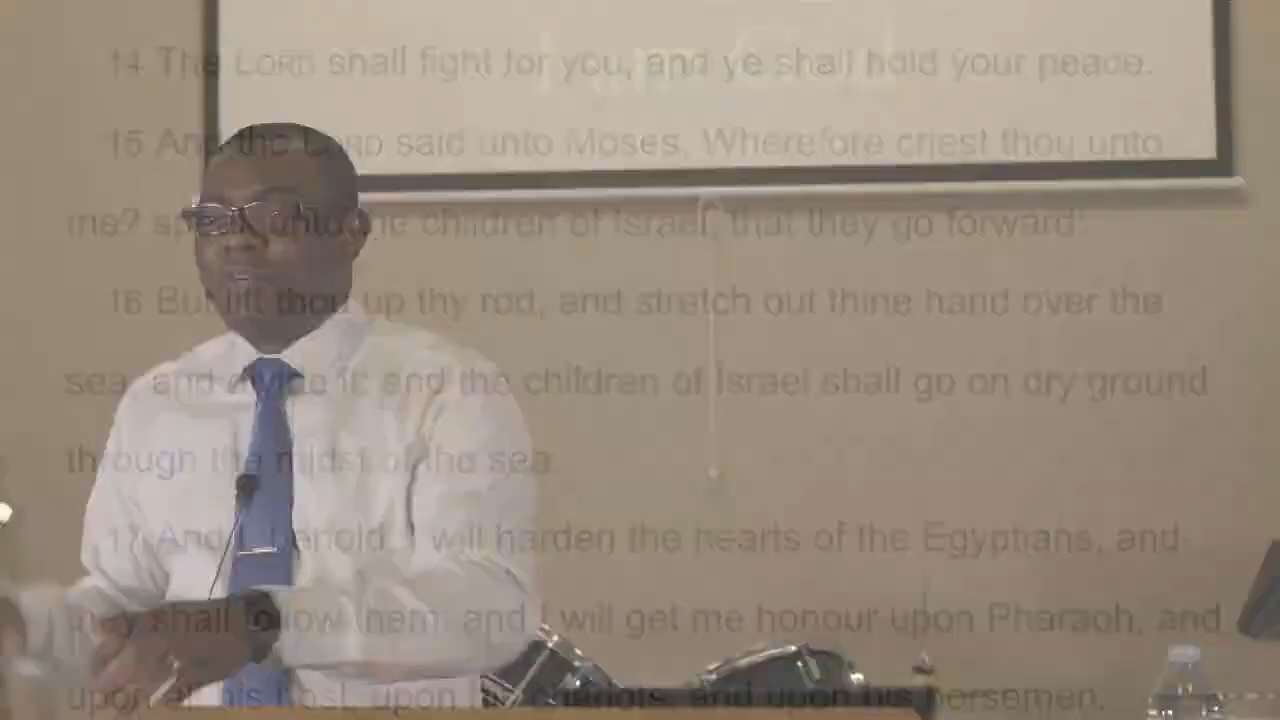 I am God
14 The LORD shall fight for you, and ye shall hold your peace.
15 And the LORD said unto Moses, Wherefore criest thou unto
me? speak unto the children of Israel, that they go forward:
16 But lift thou up thy rod, and stretch out thine hand over the
sea, and divide it: and the children of Israel shall go on dry ground
through the midst of the sea.
17 And I, behold, I will harden the hearts of the Egyptians, and
they shall follow them: and I will get me honour upon Pharaoh, and
upon all his host, upon his chariots, and upon his horsemen.